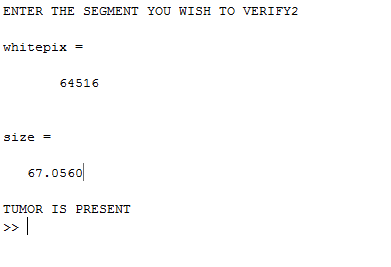 ENTER THE SEGMENT YOU WISH TO VERIFY2
whitepix =
64516
size =
67.0560
TUMOR IS PRESENT
>>